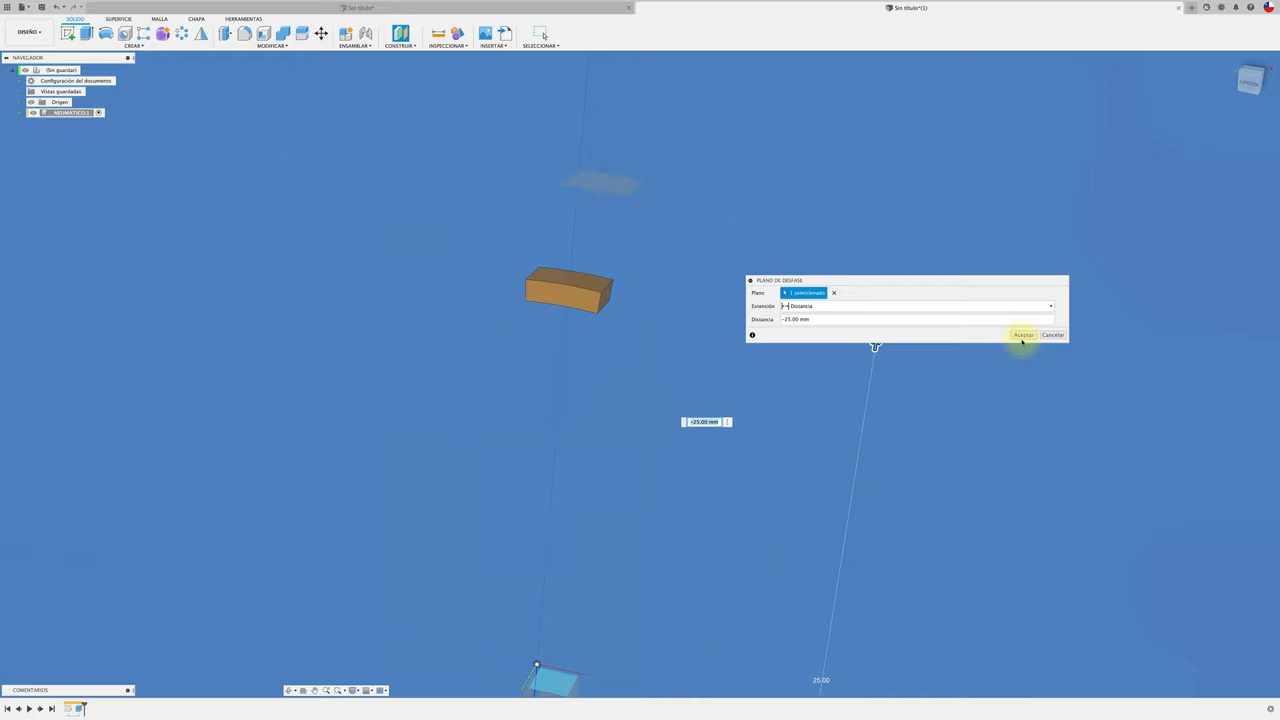 Sin título*
Sin título*(1)
DISEÑO
SÓLIDO
SUPERFICIE
MALLA
CHAPA
HERRAMIENTAS
CREAR
MODIFICAR
ENSAMBLAR
CONSTRUIR
INSPECCIONAR
INSERTAR
SELECCIONAR
NAVEGADOR
(Sin guardar)
Configuración del documento
Vistas guardadas
Origen
NEUMATICO:1
PLANO DE DESFASE
Plano
1 seleccionado
Extensión
Distancia
Distancia
-25.00 mm
Aceptar
Cancelar
-25.00 mm
25.00
COMENTARIOS